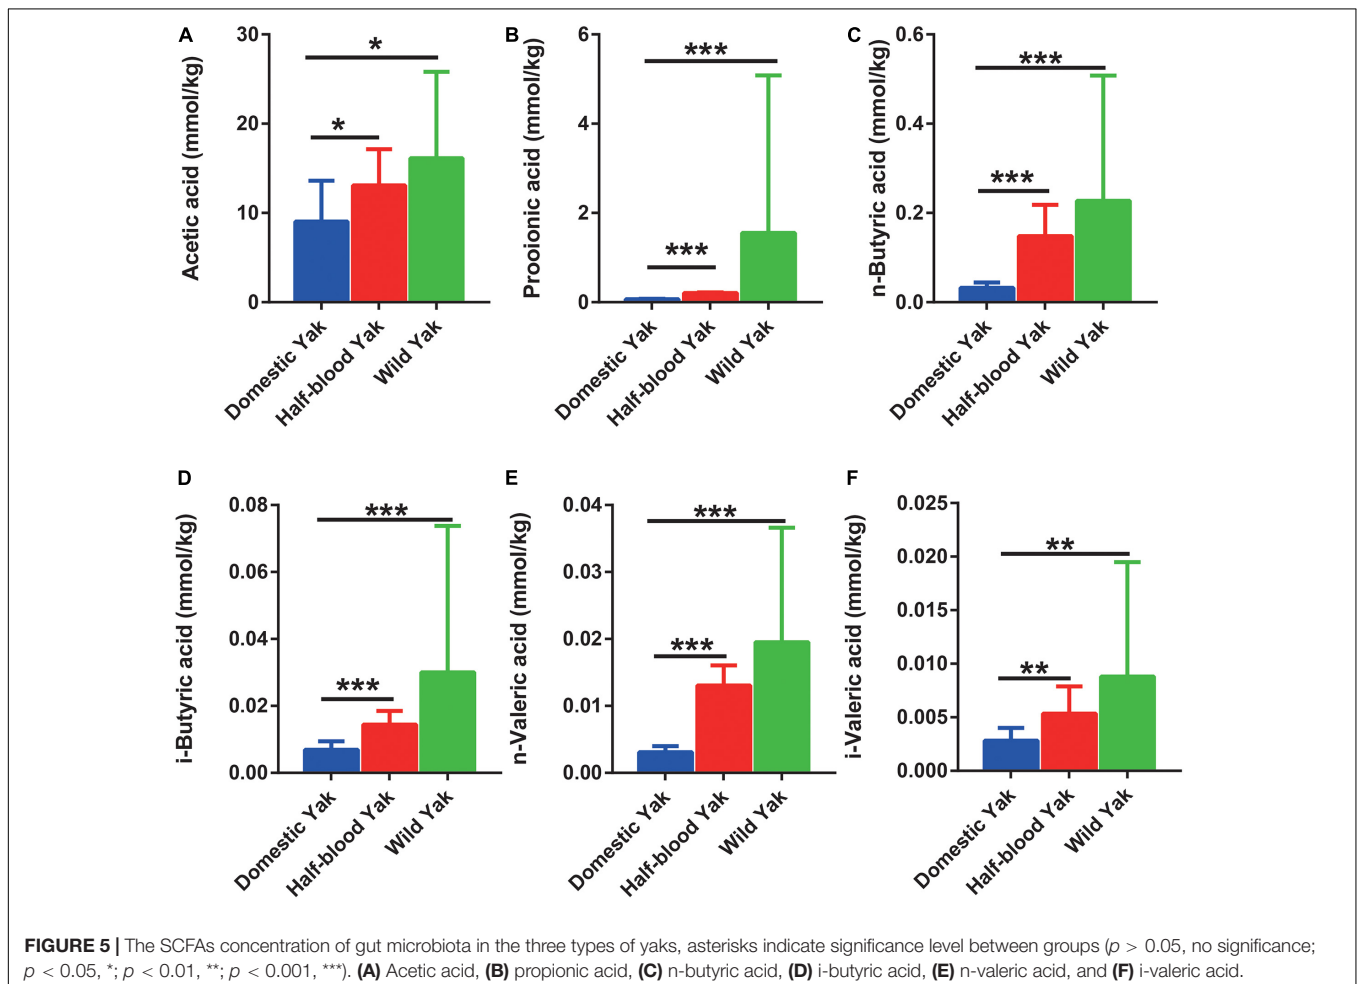 A
Acetic acid (mmol/kg)
30
20
10
0
*
*
Domestic Yak
Half-blood Yak
Wild Yak
B
Prooionic acid (mmol/kg)
6
4
2
0
***
***
Domestic Yak
Half-blood Yak
Wild Yak
C
n-Butyric acid (mmol/kg)
0.6
0.4
0.2
0.0
***
***
Domestic Yak
Half-blood Yak
Wild Yak
D
i-Butyric acid (mmol/kg)
0.08
0.06
0.04
0.02
0.00
***
***
Domestic Yak
Half-blood Yak
Wild Yak
E
n-Valeric acid (mmol/kg)
0.04
0.03
0.02
0.01
0.00
***
***
Domestic Yak
Half-blood Yak
Wild Yak
F
i-Valeric acid (mmol/kg)
0.025
0.020
0.015
0.010
0.005
0.000
**
**
Domestic Yak
Half-blood Yak
Wild Yak
FIGURE 5 | The SCFAs concentration of gut microbiota in the three types of yaks, asterisks indicate significance level between groups (p > 0.05, no significance;
p < 0.05, *; p < 0.01, **; p < 0.001, ***). (A) Acetic acid, (B) propionic acid, (C) n-butyric acid, (D) i-butyric acid, (E) n-valeric acid, and (F) i-valeric acid.